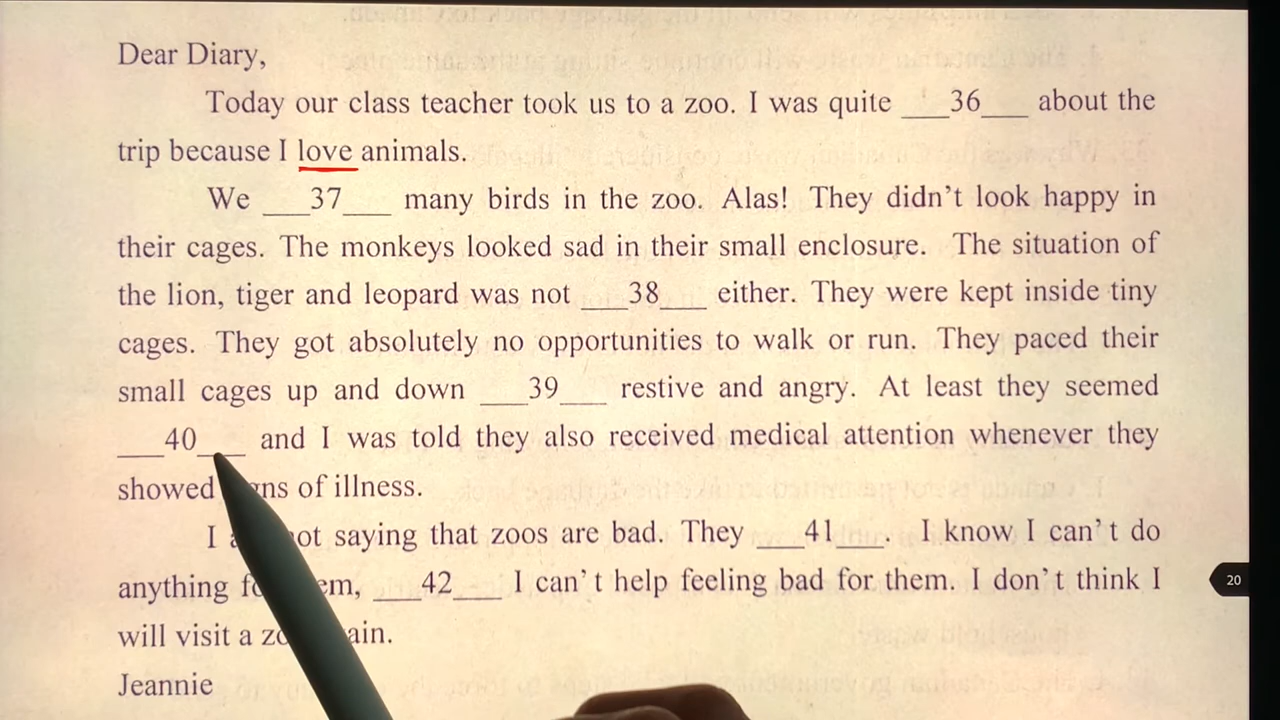 Dear Diary,
Today our class teacher took us to a zoo. I was quite ___36___ about the
trip because I love animals.
We ___37___ many birds in the zoo. Alas! They didn't look happy in
their cages. The monkeys looked sad in their small enclosure. The situation of
the lion, tiger and leopard was not ___38___ either. They were kept inside tiny
cages. They got absolutely no opportunities to walk or run. They paced their
small cages up and down ___39___ restive and angry. At least they seemed
___40___ and I was told they also received medical attention whenever they
showed of illness.
I not saying that zoos are bad. They ___41___. I know I can't do
anything ___42___ I can't help feeling bad for them. I don't think I
will visit a
Jeannie
20